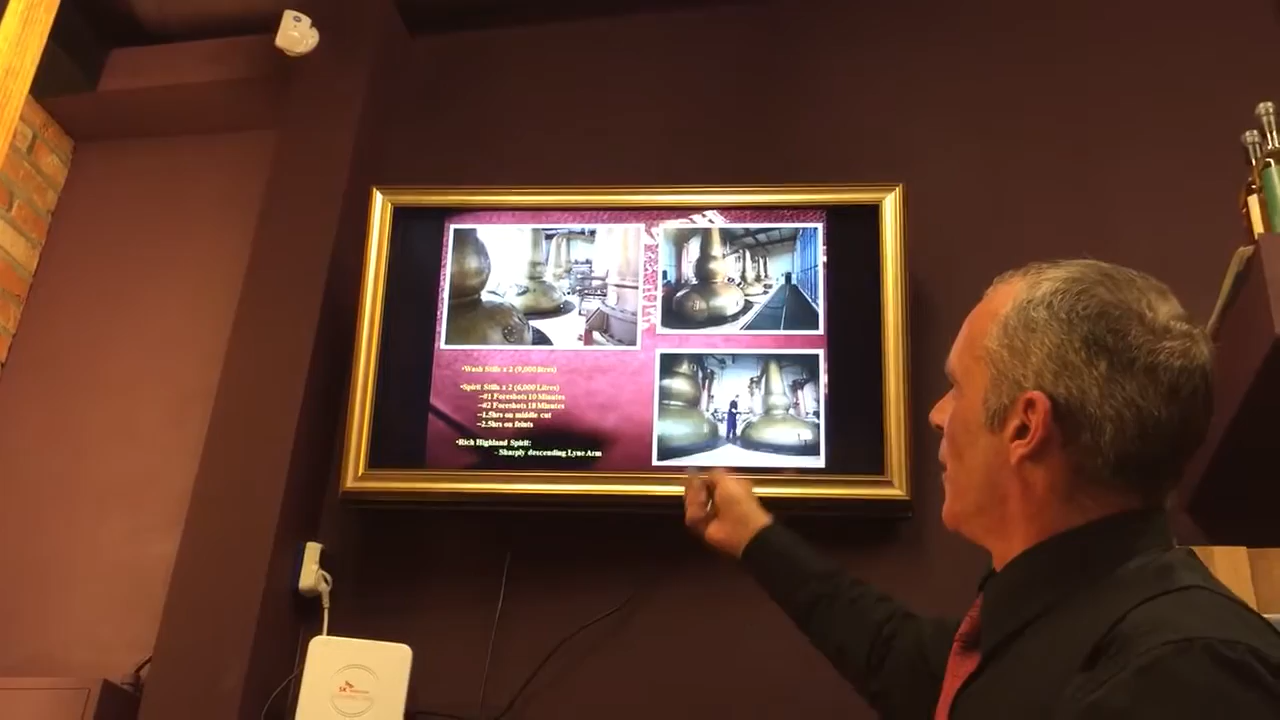 •Wash Stills x 2 (9,000 litres)
•Spirit Stills x 2 (6,000 Litres)
–#1 Foreshots 10 Minutes
–#2 Foreshots 18 Minutes
–1.5hrs on middle cut
–2.5hrs on feints
•Rich Highland Spirit:
- Sharply descending Lyne Arm
SK